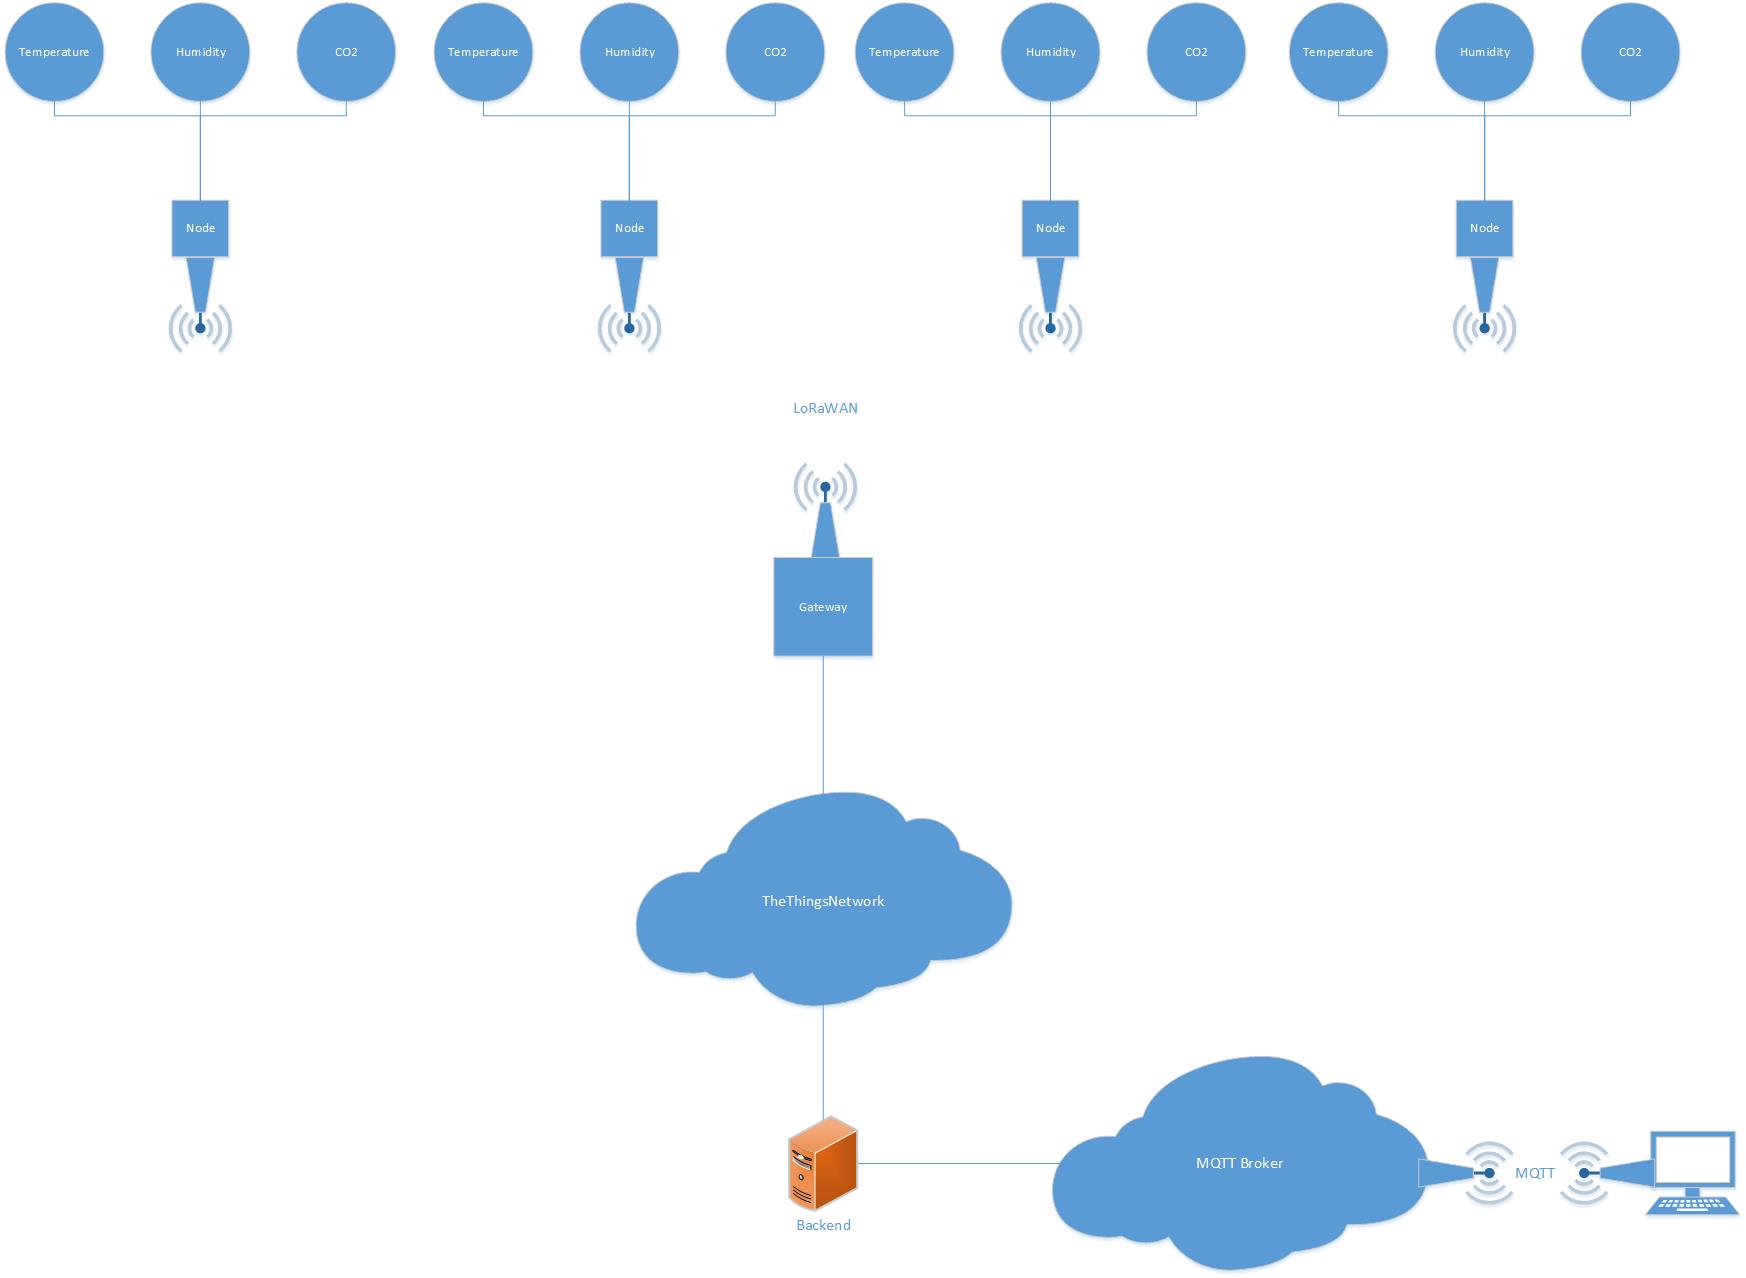 Temperature
Humidity
CO2
Temperature
Humidity
CO2
Temperature
Humidity
CO2
Temperature
Humidity
CO2
Node
Node
Node
Node
LoRaWAN
Gateway
TheThingsNetwork
MQTT Broker
MQTT
Backend